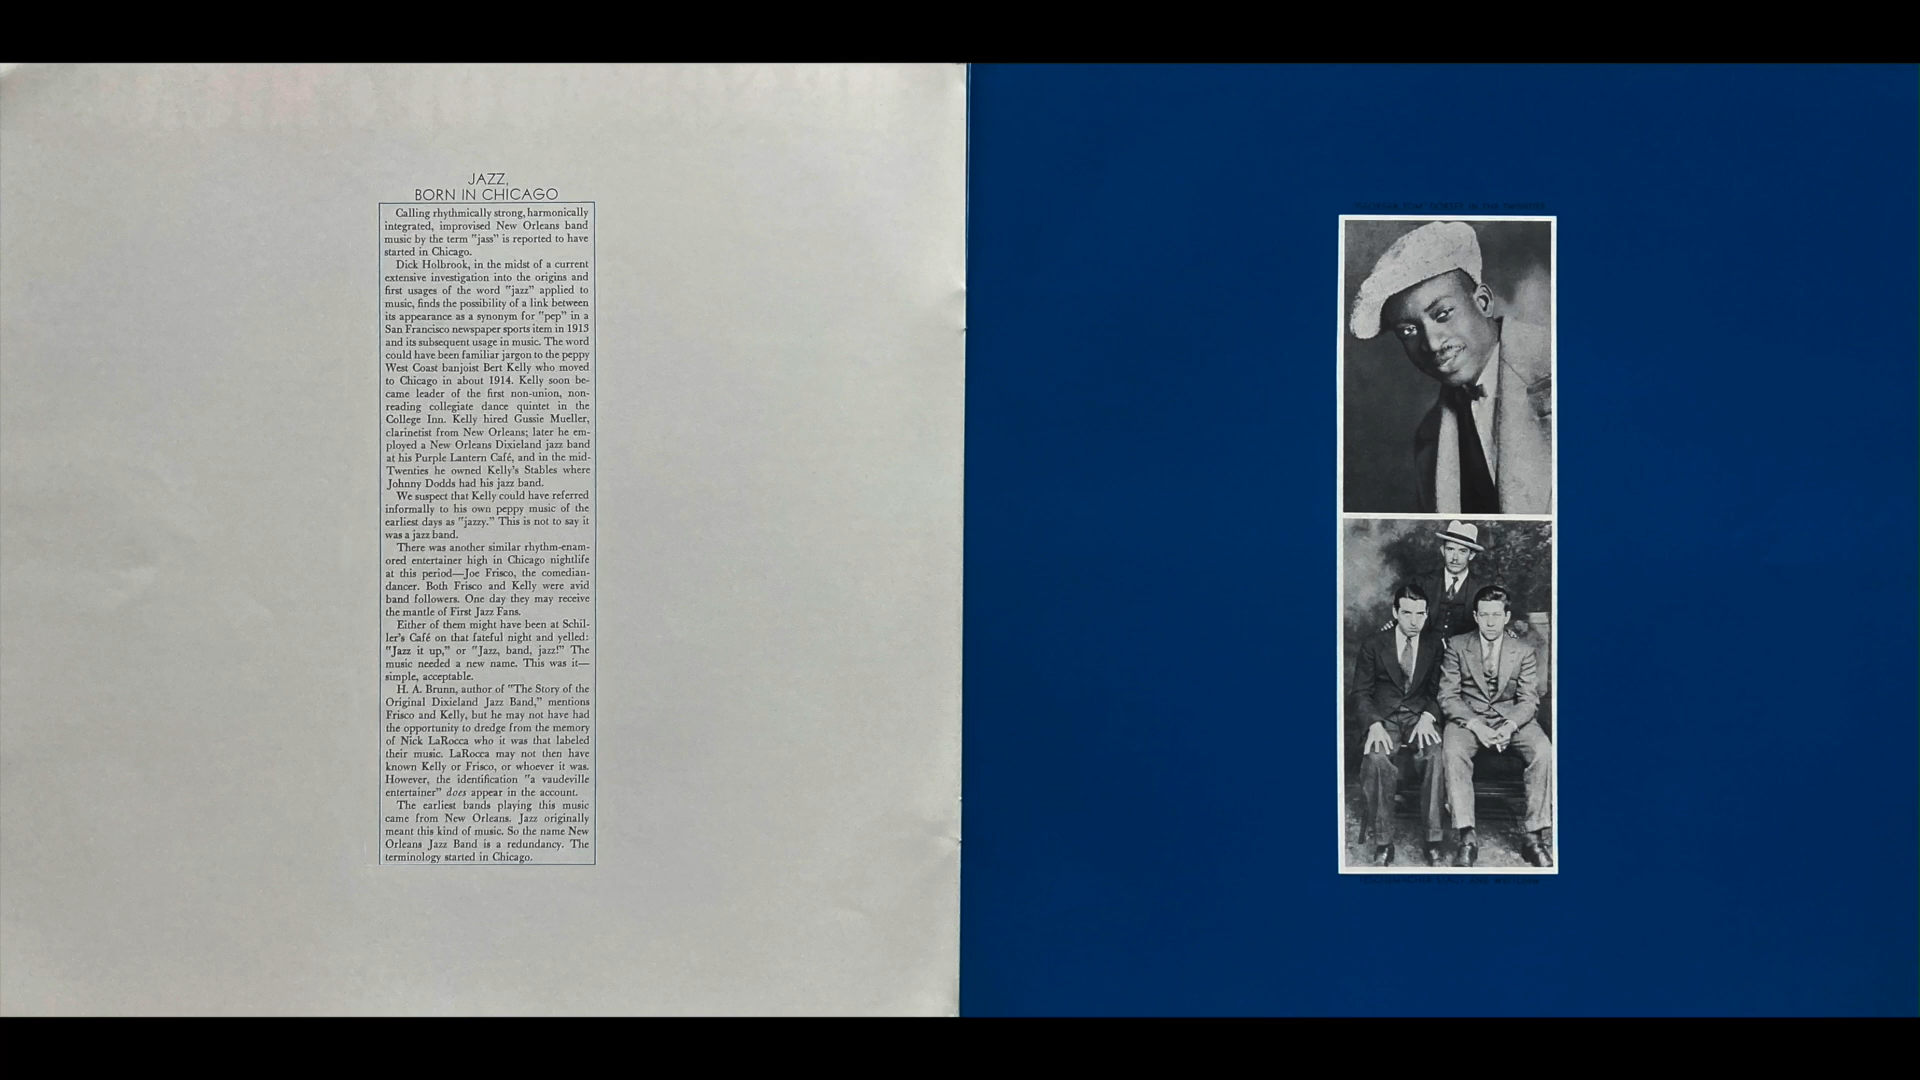 JAZZ,
BORN IN CHICAGO
Calling rhythmically strong, harmonically
integrated, improvised New Orleans band
music by the term "jass" is reported to have
started in Chicago.
Dick Holbrook, in the midst of a current
extensive investigation into the origins and
first usages of the word "jazz" applied to
music, finds the possibility of a link between
its appearance as a synonym for "pep" in a
San Francisco newspaper sports item in 1913
and its subsequent usage in music. The word
could have been familiar jargon to the peppy
West Coast banjoist Bert Kelly who moved
to Chicago in about 1914. Kelly soon be-
came leader of the first non-union, non-
reading collegiate dance quintet in the
College Inn. Kelly hired Gussie Mueller,
clarinetist from New Orleans; later he em-
ployed a New Orleans Dixieland jazz band
at his Purple Lantern Café, and in the mid-
Twenties he owned Kelly's Stables where
Johnny Dodds had his jazz band.
We suspect that Kelly could have referred
informally to his own peppy music of the
earliest days as "jazzy." This is not to say it
was a jazz band.
There was another similar rhythm-enam-
ored entertainer high in Chicago nightlife
at this period—Joe Frisco, the comedian-
dancer. Both Frisco and Kelly were avid
band followers. One day they may receive
the mantle of First Jazz Fans.
Either of them might have been at Schil-
ler's Café on that fateful night and yelled:
"Jazz it up," or "Jazz, band, jazz!" The
music needed a new name. This was it—
simple, acceptable.
H. A. Brunn, author of "The Story of the
Original Dixieland Jazz Band," mentions
Frisco and Kelly, but he may not have had
the opportunity to dredge from the memory
of Nick LaRocca who it was that labeled
their music. LaRocca may not then have
known Kelly or Frisco, or whoever it was.
However, the identification "a vaudeville
entertainer" does appear in the account.
The earliest bands playing this music
came from New Orleans. Jazz originally
meant this kind of music. So the name New
Orleans Jazz Band is a redundancy. The
terminology started in Chicago.